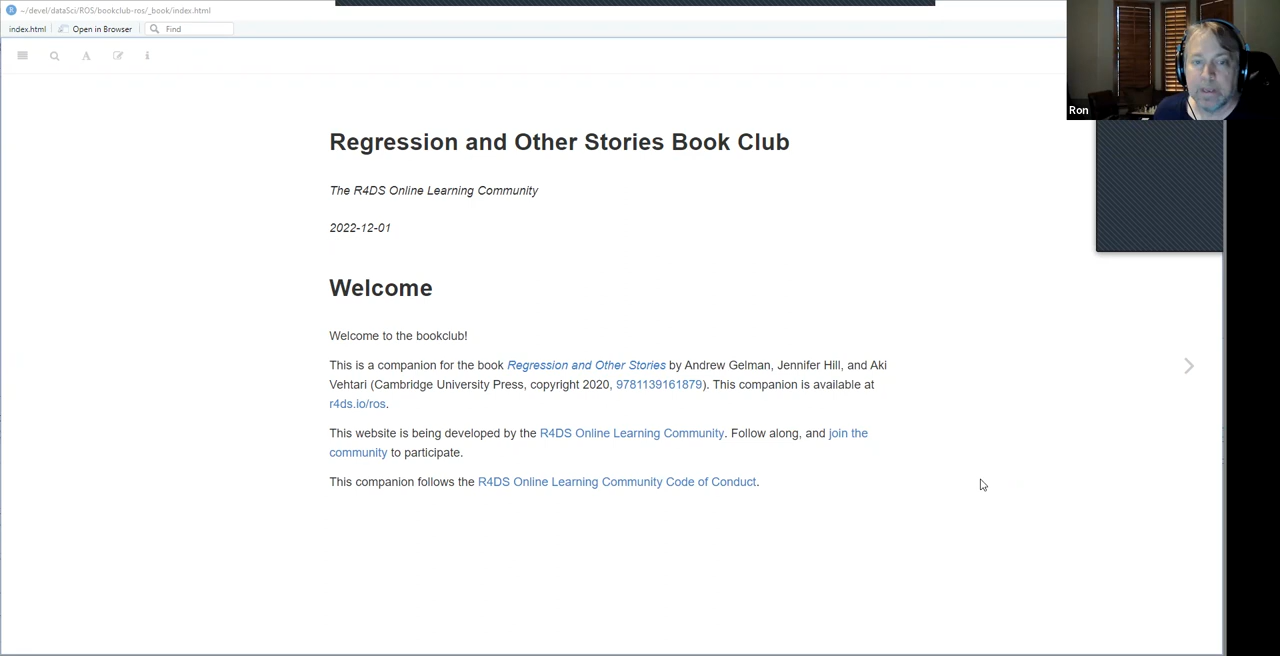 ~/devel/dataSci/ROS/bookclub-ros/_book/index.html
index.html Open in Browser Find
Ron
Regression and Other Stories Book Club
The R4DS Online Learning Community
2022-12-01
Welcome
Welcome to the bookclub!
This is a companion for the book Regression and Other Stories by Andrew Gelman, Jennifer Hill, and Aki
Vehtari (Cambridge University Press, copyright 2020, 9781139161879). This companion is available at
r4ds.io/ros.
This website is being developed by the R4DS Online Learning Community. Follow along, and join the
community to participate.
This companion follows the R4DS Online Learning Community Code of Conduct.